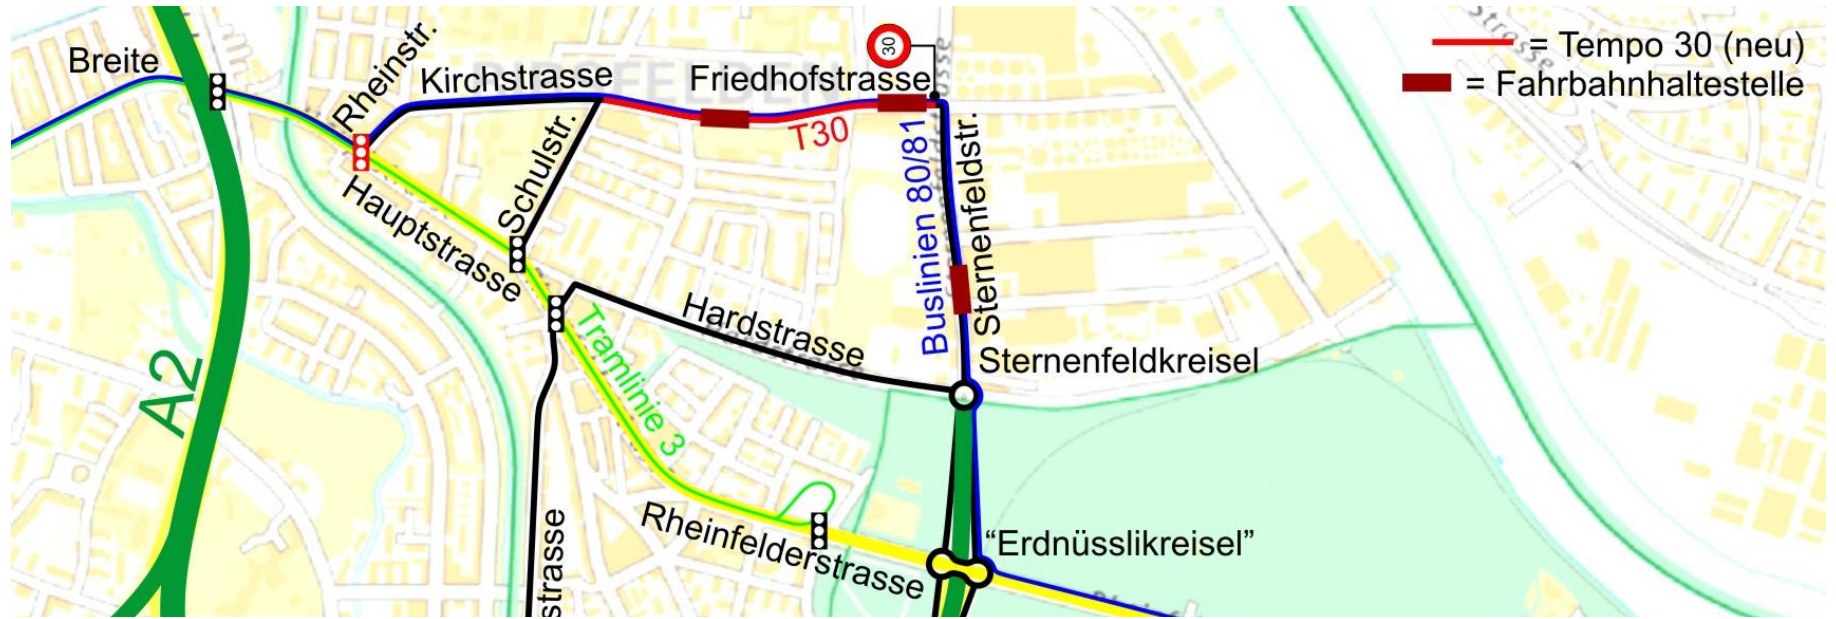 Breite
Rheinstr.
Kirchstrasse
Friedhofstrasse
30
= Tempo 30 (neu)
= Fahrbahnhaltestelle
BIRSFELDEN
T30
Schulstr.
Hauptstrasse
Buslinien 80/81
Sternenfeldstr.
Hardstrasse
Sternenfeldkreisel
A2
Tramlinie 3
Rheinfelderstrasse
“Erdnüsslikreisel”
strasse